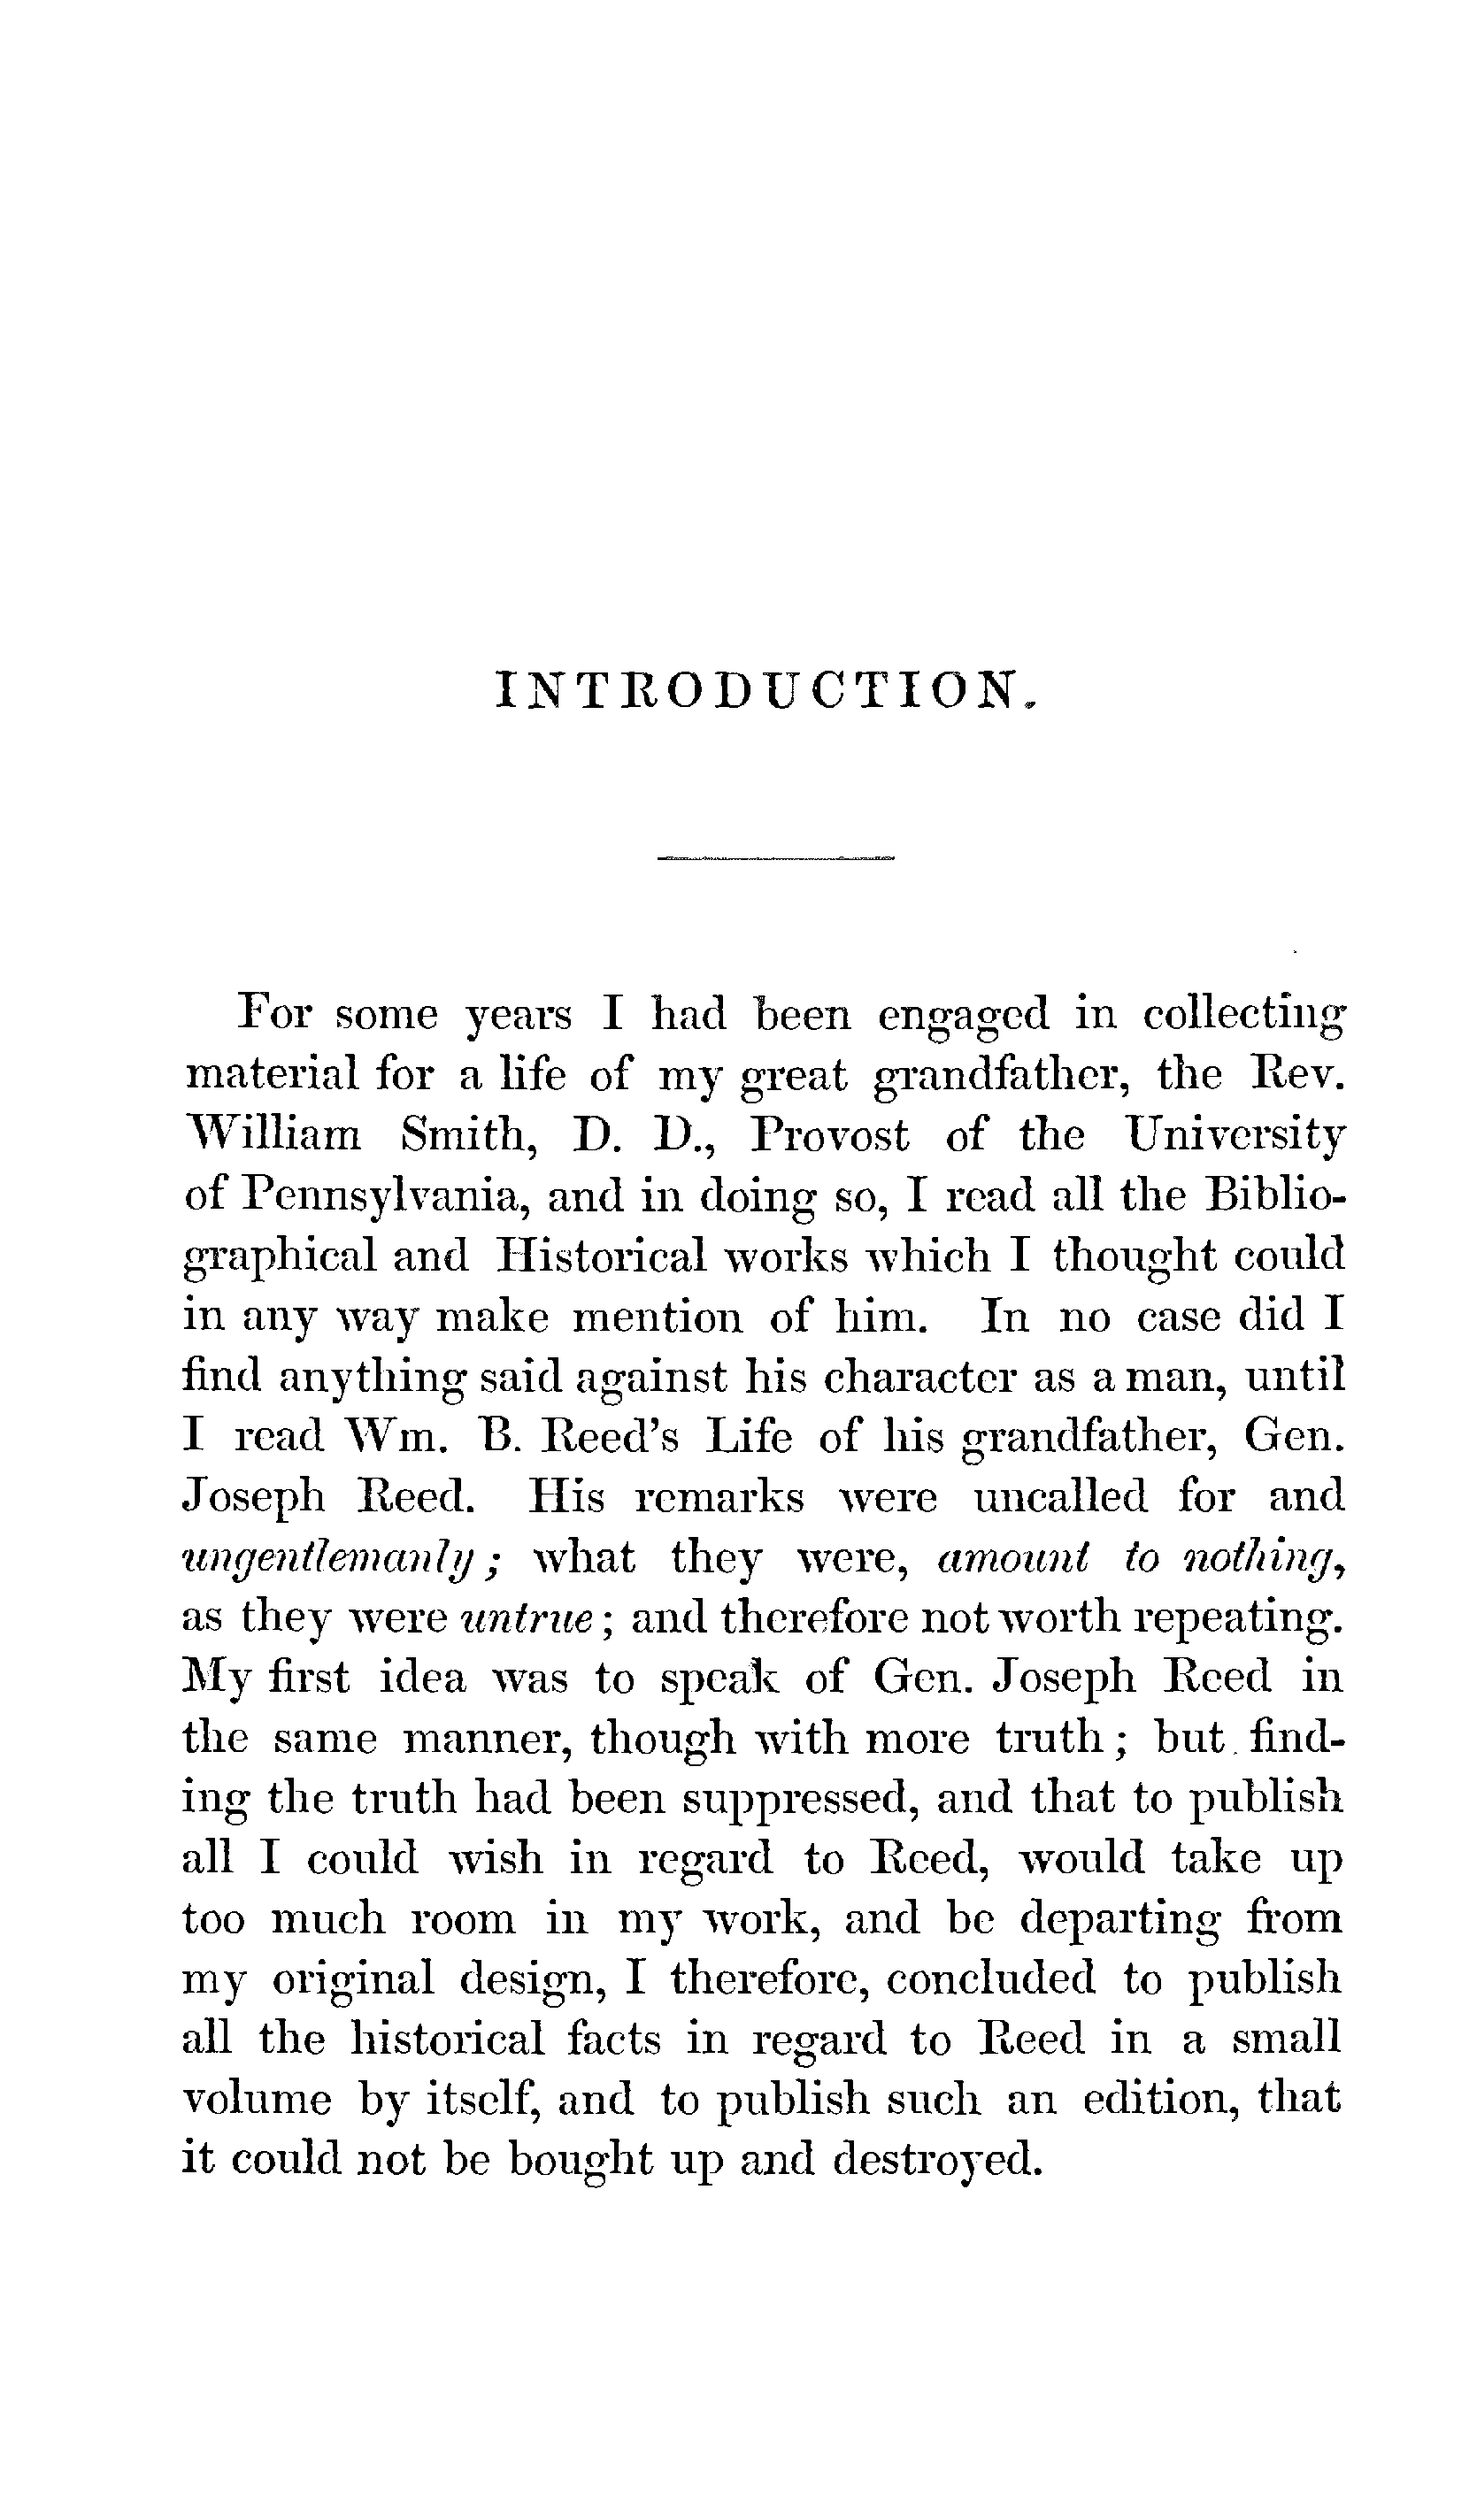 INTRODUCTION.
For some years I had been engaged in collecting
material for a life of my great grandfather, the Rev.
William Smith, D. D., Provost of the University
of Pennsylvania, and in doing so, I read all the Biblio-
graphical and Historical works which I thought could
in any way make mention of him. In no case did I
find anything said against his character as a man, until
I read Wm. B. Reed's Life of his grandfather, Gen.
Joseph Reed. His remarks were uncalled for and
ungentlemanly; what they were, amount to nothing,
as they were untrue; and therefore not worth repeating.
My first idea was to speak of Gen. Joseph Reed in
the same manner, though with more truth; but find-
ing the truth had been suppressed, and that to publish
all I could wish in regard to Reed, would take up
too much room in my work, and be departing from
my original design, I therefore, concluded to publish
all the historical facts in regard to Reed in a small
volume by itself, and to publish such an edition, that
it could not be bought up and destroyed.